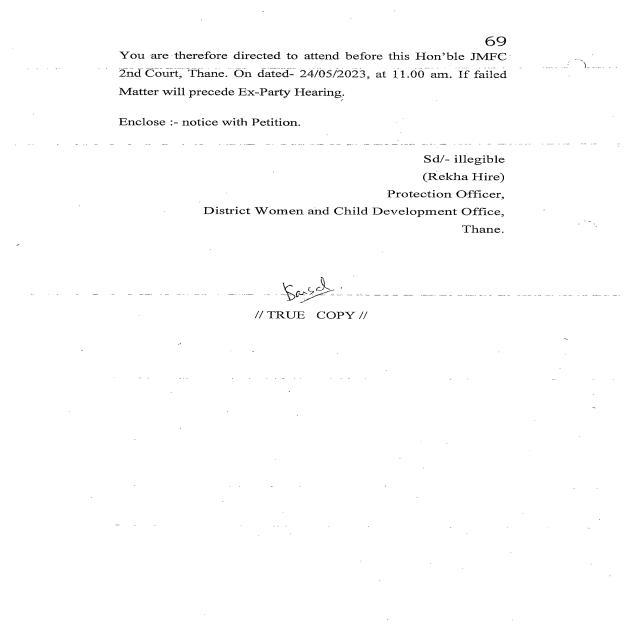 69
You are therefore directed to attend before this Hon'ble JMFC
2nd Court, Thane. On dated- 24/05/2023, at 11.00 am. If failed
Matter will precede Ex-Party Hearing.
Enclose :- notice with Petition.
Sd/- illegible
(Rekha Hire)
Protection Officer,
District Women and Child Development Office,
Thane.
// TRUE COPY //